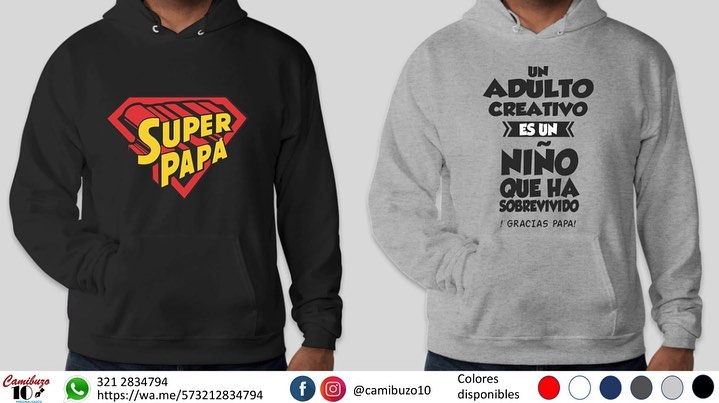 SUPER
PAPÁ
UN
ADULTO
CREATIVO
ES UN
NIÑO
QUE HA
SOBREVIVIDO
! GRACIAS PAPA!
Camibuzo
10
321 2834794
https://wa.me/573212834794
@camibuzo10
Colores
disponibles